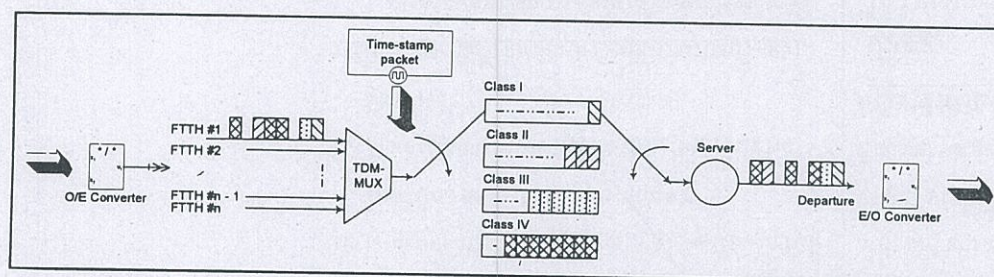 Time-stamp
packet
Class I
FTTH #1
FTTH #2
TDM-
MUX
Class II
Server
Class III
FTTH #n - 1
FTTH #n
O/E Converter
Class IV
Departure
E/O Converter